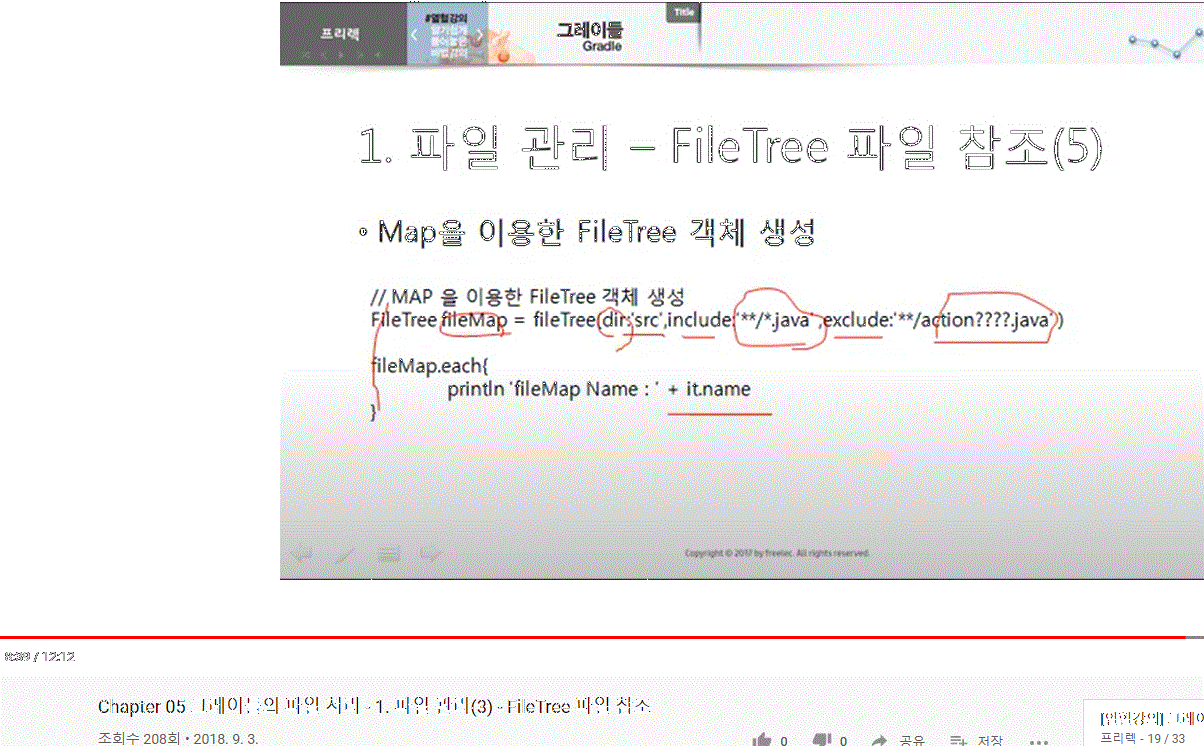 프리렉
#열혈강의
그레이들
Gradle
Title
1. 파일 관리 – FileTree 파일 참조(5)
• Map을 이용한 FileTree 객체 생성
// MAP 을 이용한 FileTree 객체 생성
FileTree fileMap = fileTree(dir:'src',include:'**/*.java' ,exclude:'**/action????.java')
fileMap.each{
println 'fileMap Name : ' + it.name
}
Copyright © 2017 by freelec. All rights reserved.
8:39 / 12:12
Chapter 05. 그레이들의 파일 처리 - 1. 파일 관리(3) - FileTree 파일 참조
조회수 208회 • 2018. 9. 3.
0
0
공유
저장
[열혈강의] 그레이
프리렉 - 19 / 33